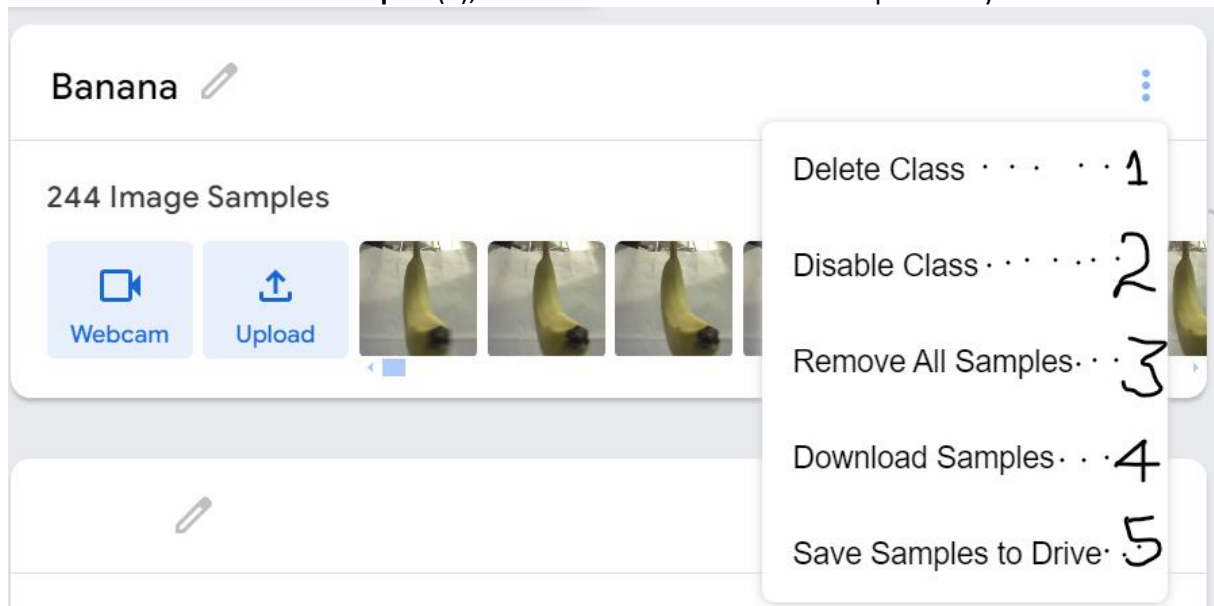 Banana
244 Image Samples
Webcam
Upload
Delete Class · · · · · 1
Disable Class · · · · · · 2
Remove All Samples · · · 3
Download Samples · · · 4
Save Samples to Drive · · 5